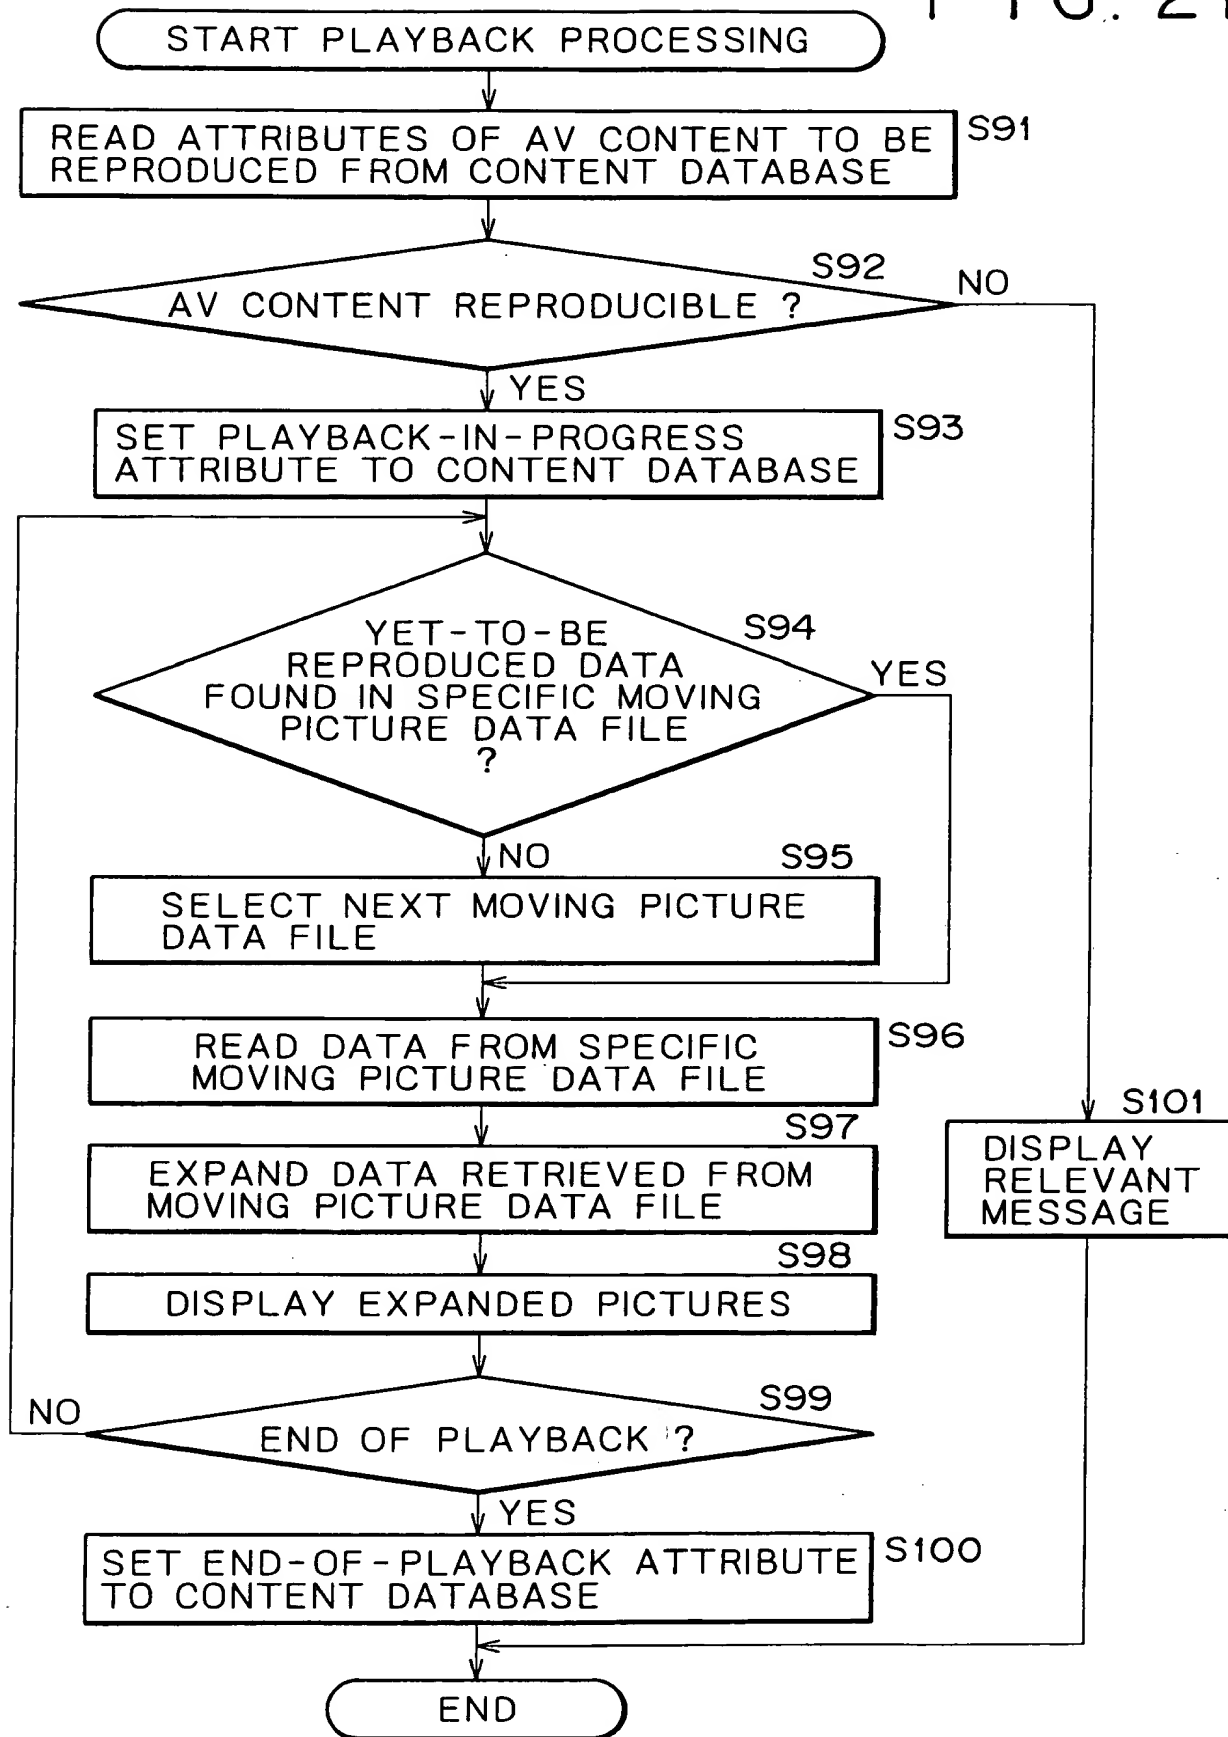 FIG. 21
START PLAYBACK PROCESSING
READ ATTRIBUTES OF AV CONTENT TO BE
REPRODUCED FROM CONTENT DATABASE
S91
AV CONTENT REPRODUCIBLE ?
S92
NO
YES
SET PLAYBACK-IN-PROGRESS
ATTRIBUTE TO CONTENT DATABASE
S93
YET-TO-BE
REPRODUCED DATA
FOUND IN SPECIFIC MOVING
PICTURE DATA FILE
?
S94
YES
NO
S95
SELECT NEXT MOVING PICTURE
DATA FILE
READ DATA FROM SPECIFIC
MOVING PICTURE DATA FILE
S96
S97
EXPAND DATA RETRIEVED FROM
MOVING PICTURE DATA FILE
S98
DISPLAY EXPANDED PICTURES
S101
DISPLAY
RELEVANT
MESSAGE
S99
NO
END OF PLAYBACK ?
YES
SET END-OF-PLAYBACK ATTRIBUTE
TO CONTENT DATABASE
S100
END